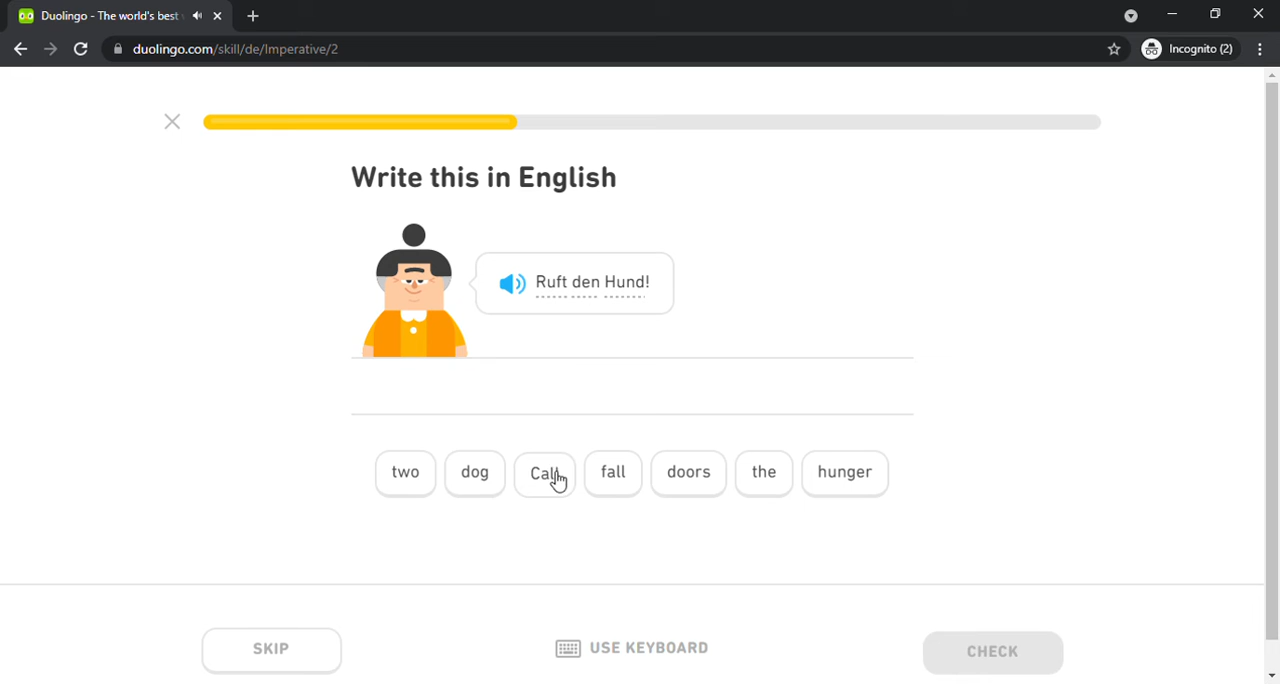 Duolingo - The world's best
duolingo.com/skill/de/Imperative/2
Incognito (2)
Write this in English
Ruft den Hund!
two dog Call fall doors the hunger
SKIP USE KEYBOARD CHECK